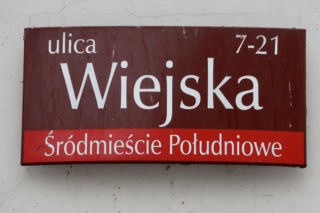 ulica 7-21
Wiejska
Śródmieście Południowe